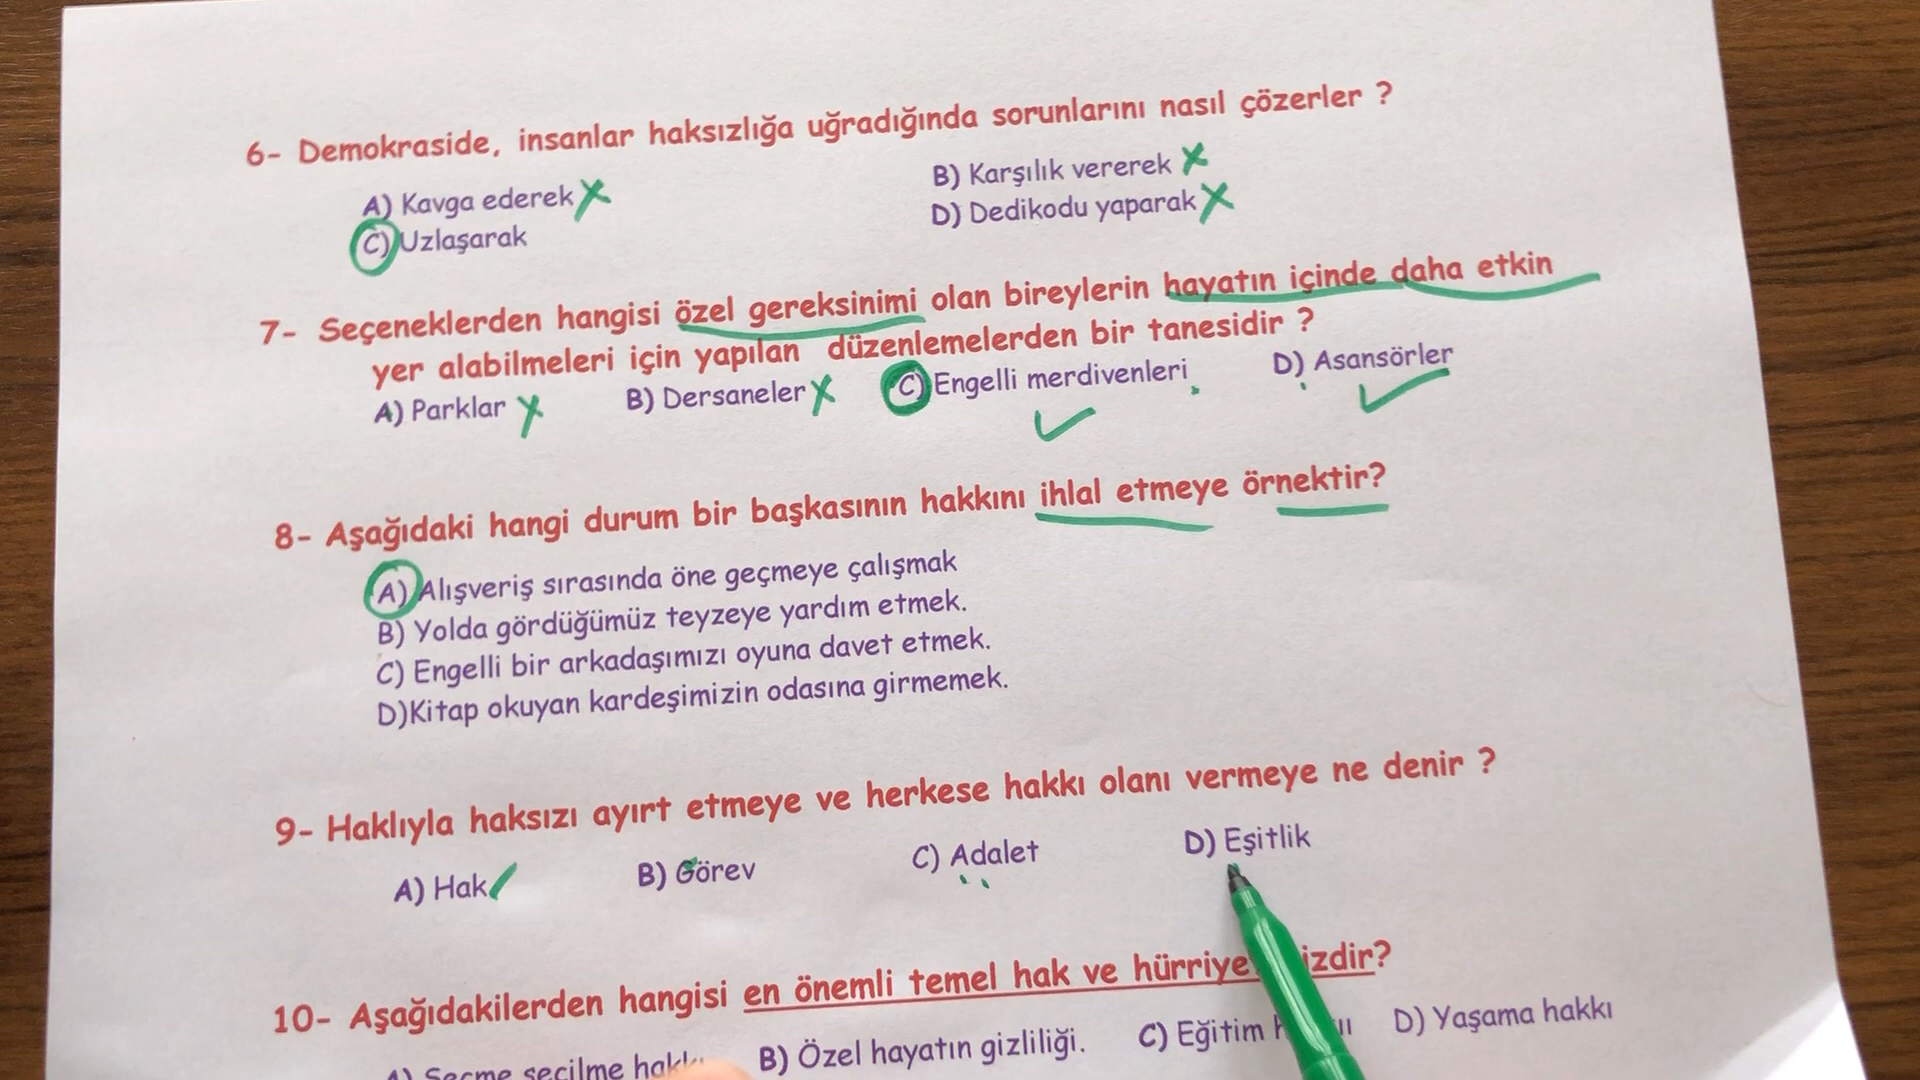 6- Demokraside, insanlar haksızlığa uğradığında sorunlarını nasıl çözerler ?
A) Kavga ederek
B) Karşılık vererek
C) Uzlaşarak
D) Dedikodu yaparak
7- Seçeneklerden hangisi özel gereksinimi olan bireylerin hayatın içinde daha etkin
yer alabilmeleri için yapılan düzenlemelerden bir tanesidir ?
A) Parklar B) Dersaneler C) Engelli merdivenleri D) Asansörler
8- Aşağıdaki hangi durum bir başkasının hakkını ihlal etmeye örnektir?
A) Alışveriş sırasında öne geçmeye çalışmak
B) Yolda gördüğümüz teyzeye yardım etmek.
C) Engelli bir arkadaşımızı oyuna davet etmek.
D)Kitap okuyan kardeşimizin odasına girmemek.
9- Haklıyla haksızı ayırt etmeye ve herkese hakkı olanı vermeye ne denir ?
A) Hak B) Görev C) Adalet D) Eşitlik
10- Aşağıdakilerden hangisi en önemli temel hak ve
A) Seçme seçilme B) Özel hayatın gizliliği. C) Eğitim D) Yaşama hakkı